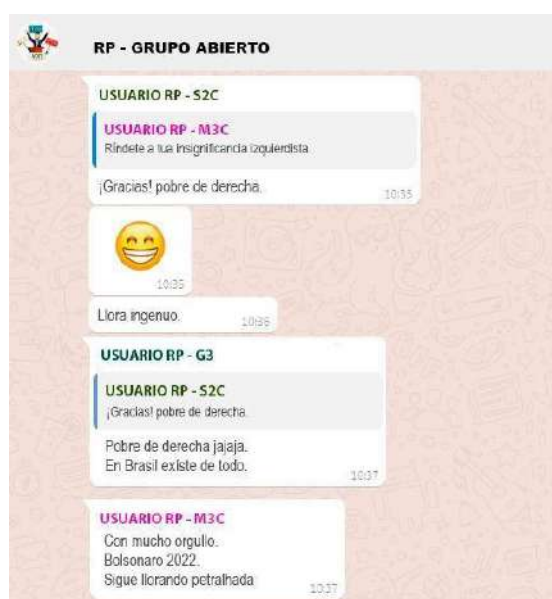 RP - GRUPO ABIERTO
USUARIO RP - S2C
USUARIO RP - M3C
Ríndete a tua insignificancia izquierdista
¡Gracias! pobre de derecha.
10:35
10:35
Llora ingenuo.
10:36
USUARIO RP - G3
USUARIO RP - S2C
¡Gracias! pobre de derecha.
Pobre de derecha jajaja.
En Brasil existe de todo.
10:37
USUARIO RP - M3C
Con mucho orgullo.
Bolsonaro 2022.
Sigue llorando petralhada
10:37